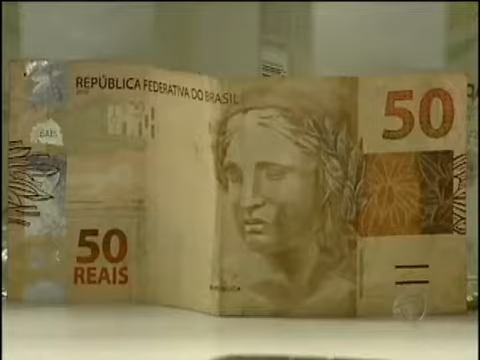 REPÚBLICA FEDERATIVA DO BRASIL
50
50
REAIS